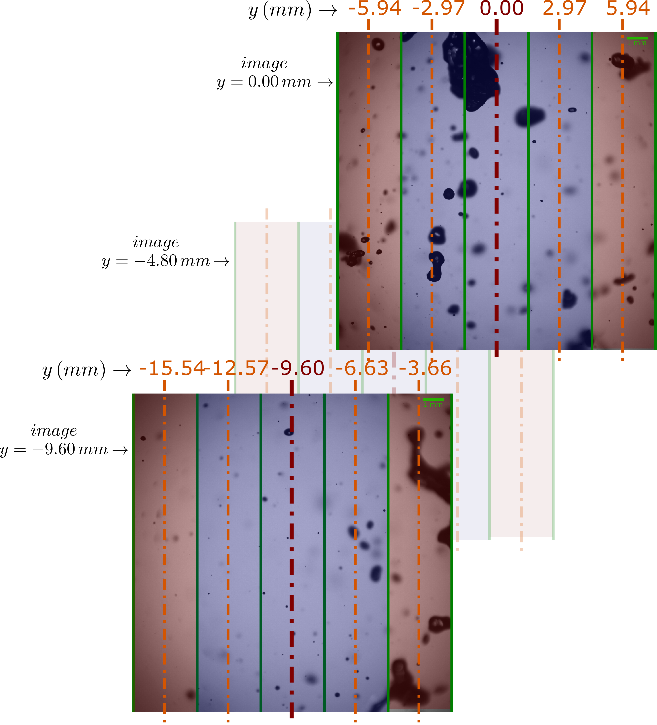 y (mm) → -5.94 -2.97 0.00 2.97 5.94
image
y = 0.00 mm →
image
y = −4.80 mm →
y (mm) → -15.54 -12.57 -9.60 -6.63 -3.66
image
y = −9.60 mm →